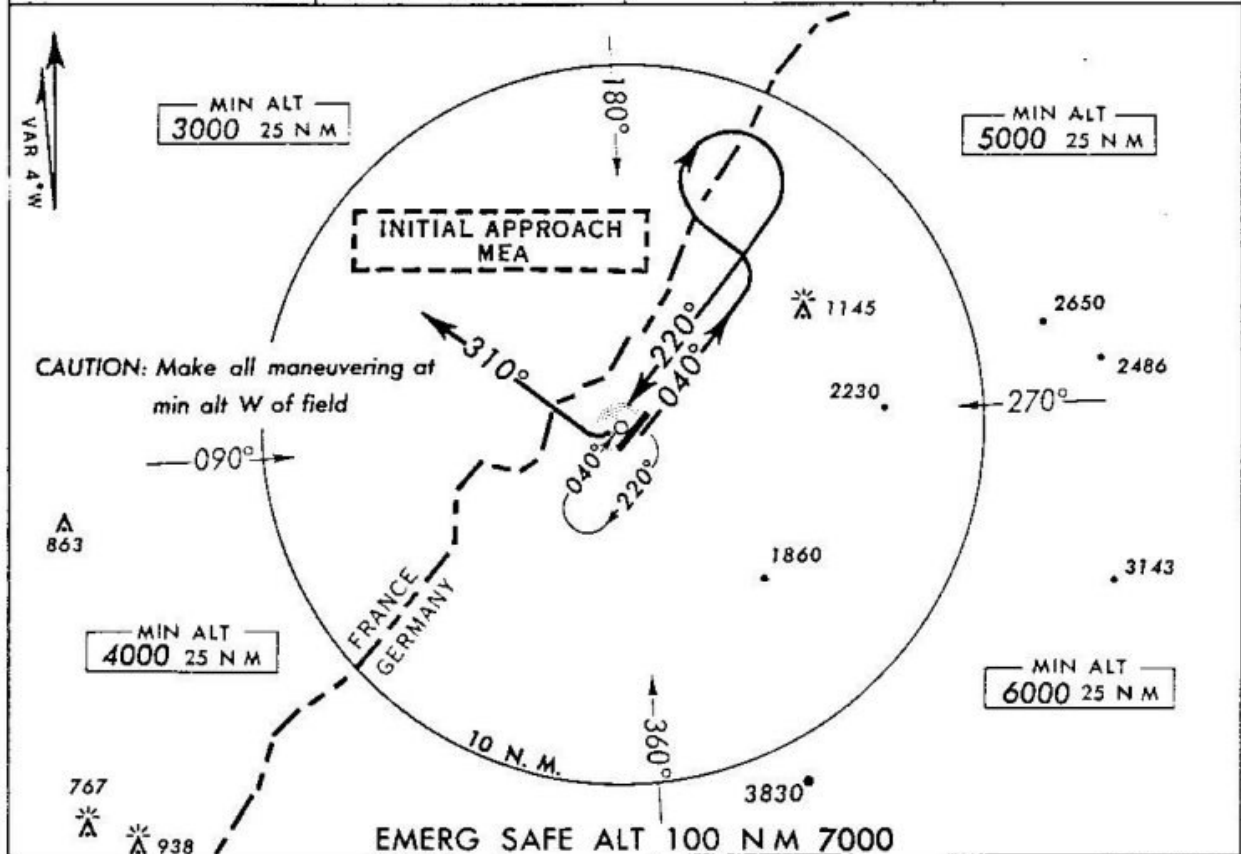 180°
MIN ALT
3000 25 N M
MIN ALT
5000 25 N M
VAR 4°W
INITIAL APPROACH
MEA
1145
2650
2486
220°
040°
310°
CAUTION: Make all maneuvering at
min alt W of field
2230
270°
090°
040°
220°
863
1860
3143
FRANCE
GERMANY
MIN ALT
4000 25 N M
MIN ALT
6000 25 N M
360°
10 N. M.
767
3830
938
EMERG SAFE ALT 100 N M 7000